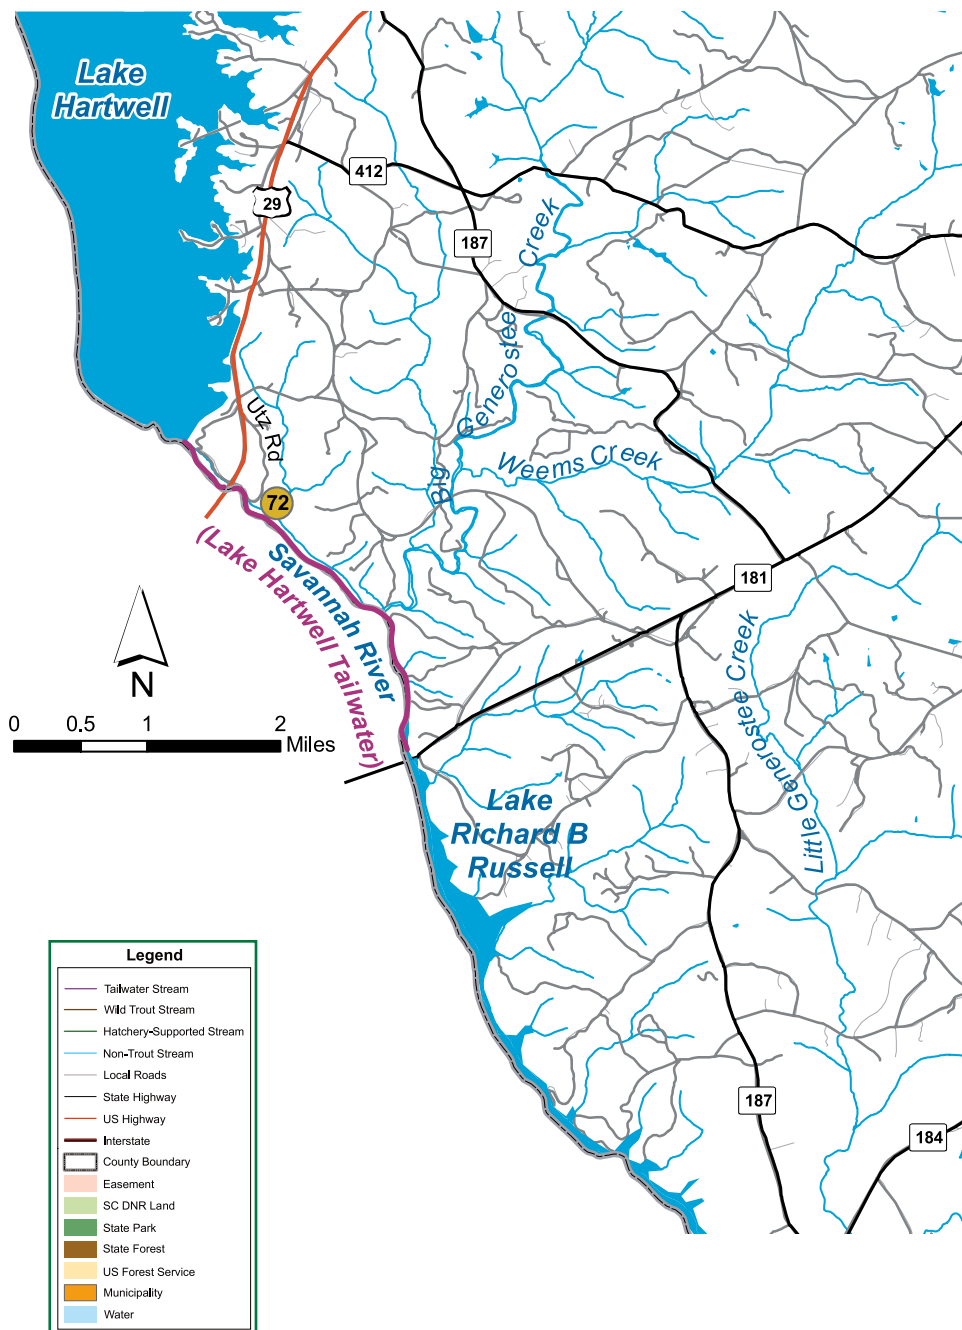 Lake
Hartwell
412
29
187
Creek
Generostee
Big
Utz Rd
Weems Creek
72
181
Savannah River
(Lake Hartwell Tailwater)
N
0 0.5 1 2
Miles
Little Generostee Creek
Lake
Richard B
Russell
187
184
Legend
Tailwater Stream
Wild Trout Stream
Hatchery-Supported Stream
Non-Trout Stream
Local Roads
State Highway
US Highway
Interstate
County Boundary
Easement
SC DNR Land
State Park
State Forest
US Forest Service
Municipality
Water